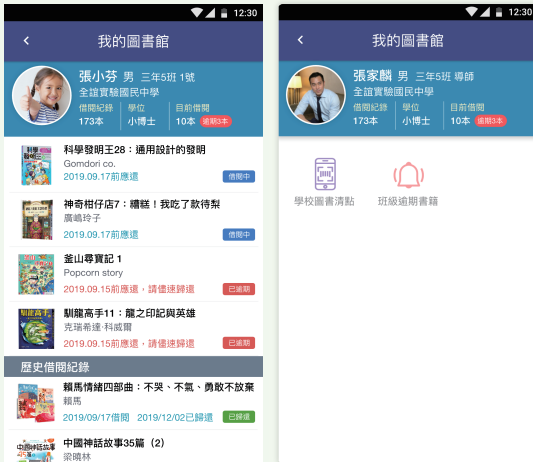 12:30
我的圖書館
張小芬 男 三年5班 1號
全誼實驗國民中學
借閱紀錄 學位 目前借閱
173本 小博士 10本 逾期3本
科學發明王28：通用設計的發明
Gomdori co.
2019.09.17前應還 借閱中
神奇柑仔店7：糟糕！我吃了款待梨
廣嶋玲子
2019.09.17前應還 借閱中
釜山尋寶記 1
Popcorn story
2019.09.15前應還，請儘速歸還 已逾期
馴龍高手11：龍之印記與英雄
克瑞希達·科威爾
2019.09.15前應還，請儘速歸還 已逾期
歷史借閱紀錄
賴馬情緒四部曲：不哭、不氣、勇敢不放棄
賴馬
2019/09/17借閱 2019/12/02已歸還 已歸還
中國神話故事35篇（2）
梁曉林
12:30
我的圖書館
張家麟 男 三年5班 導師
全誼實驗國民中學
借閱紀錄 學位 目前借閱
173本 小博士 10本 逾期3本
學校圖書清點 班級逾期書籍